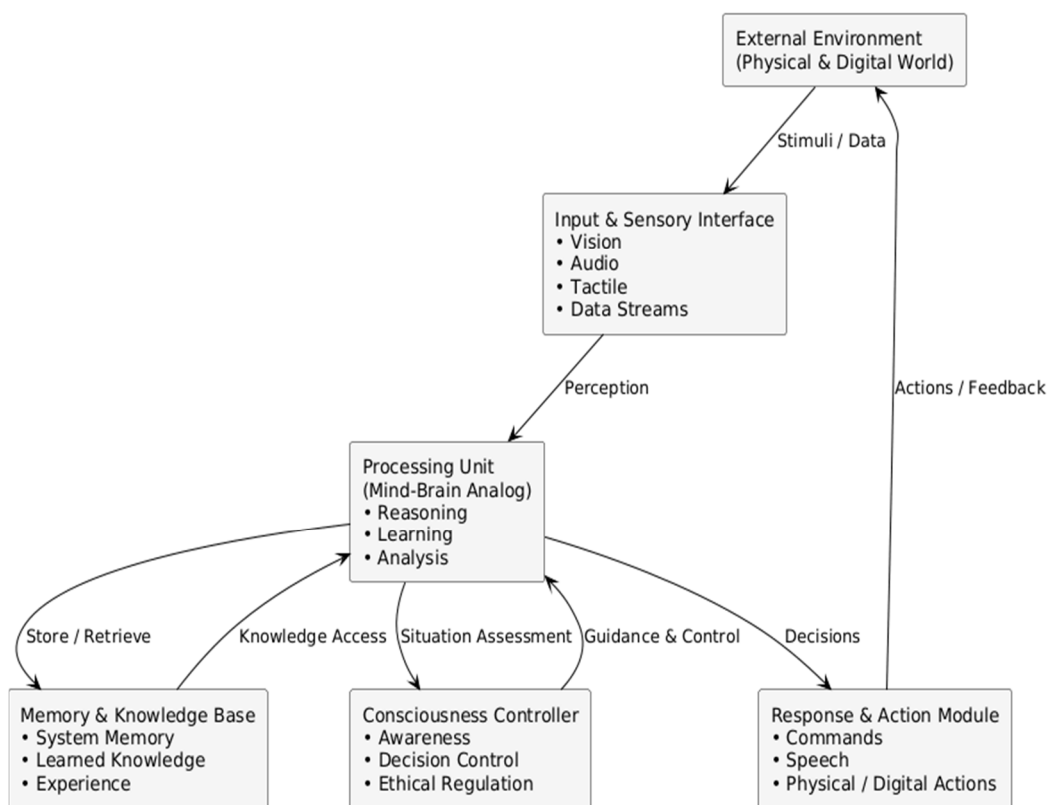 External Environment
(Physical & Digital World)
Stimuli / Data
Input & Sensory Interface
• Vision
• Audio
• Tactile
• Data Streams
Perception
Actions / Feedback
Processing Unit
(Mind-Brain Analog)
• Reasoning
• Learning
• Analysis
Store / Retrieve
Knowledge Access
Situation Assessment
Guidance & Control
Decisions
Memory & Knowledge Base
• System Memory
• Learned Knowledge
• Experience
Consciousness Controller
• Awareness
• Decision Control
• Ethical Regulation
Response & Action Module
• Commands
• Speech
• Physical / Digital Actions